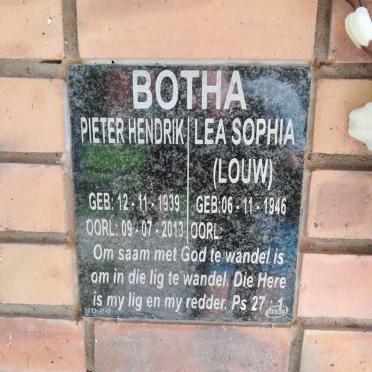 BOTHA
PIETER HENDRIK
GEB: 12-11-1939
OORL: 09-07-2013
LEA SOPHIA
(LOUW)
GEB: 06-11-1946
OORL:
Om saam met God te wandel is
om in die lig te wandel. Die Here
is my lig en my redder. Ps 27 : 1